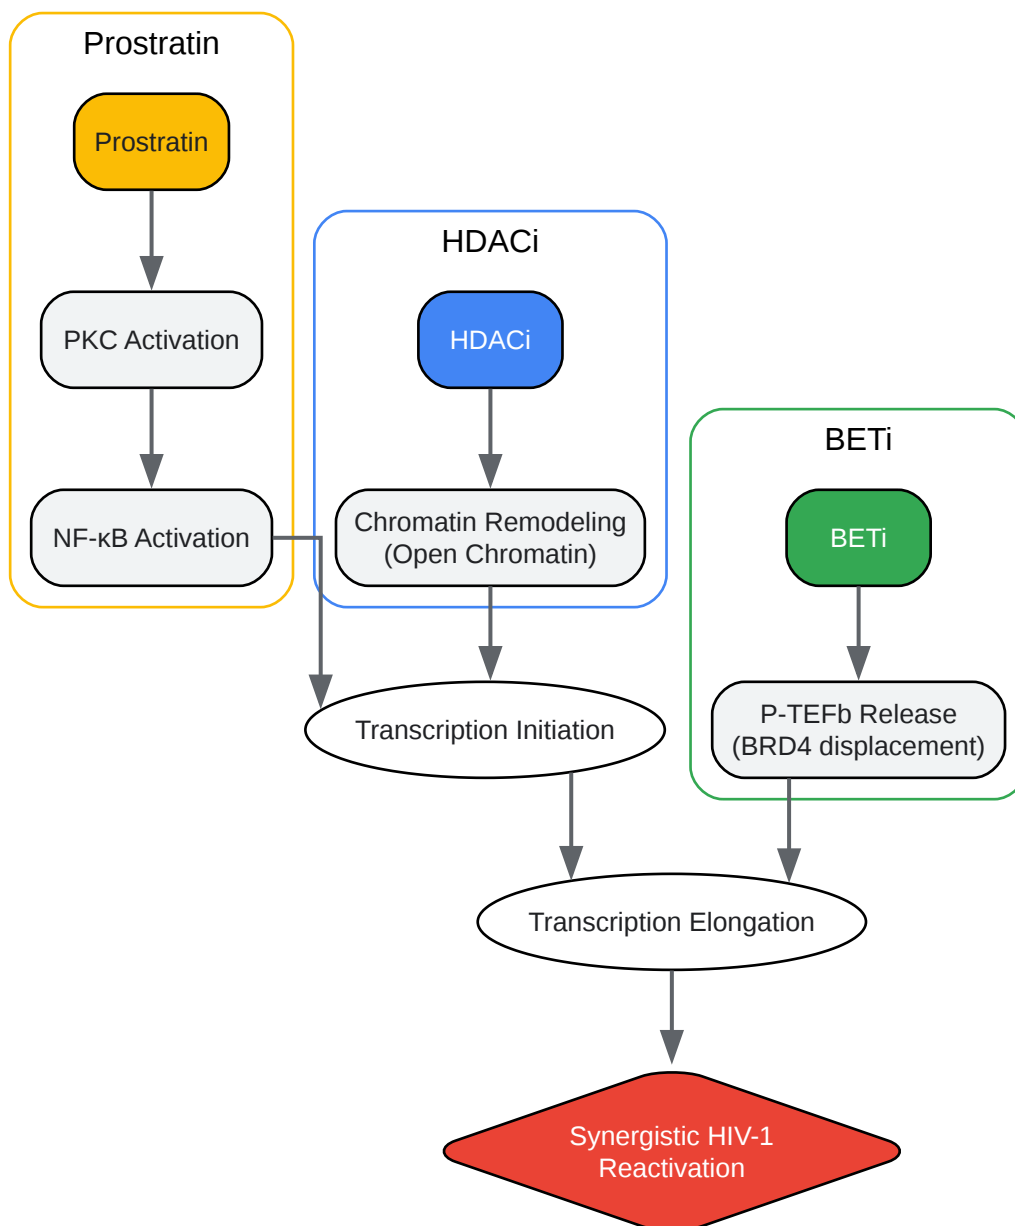 Prostratin
Prostratin
PKC Activation
NF-κB Activation
HDACi
HDACi
Chromatin Remodeling
(Open Chromatin)
BETi
BETi
P-TEFb Release
(BRD4 displacement)
Transcription Initiation
Transcription Elongation
Synergistic HIV-1
Reactivation